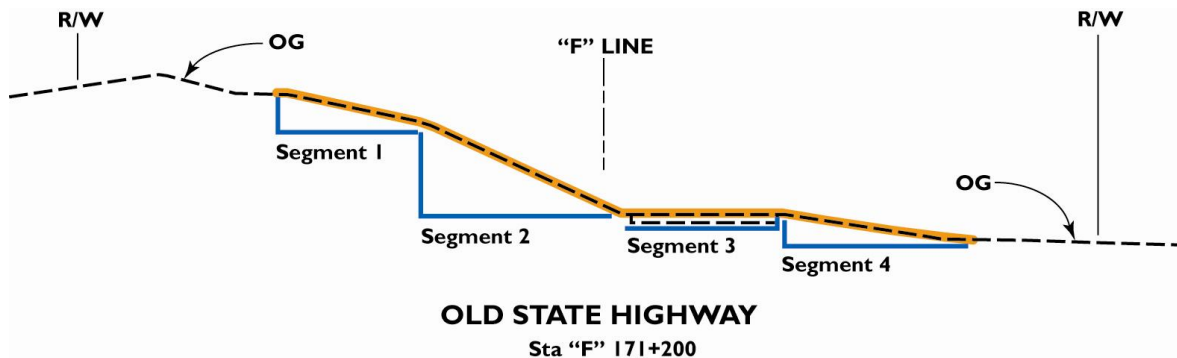 R/W
OG
“F” LINE
R/W
Segment 1
OG
Segment 2
Segment 3
Segment 4
OLD STATE HIGHWAY
Sta “F” 171+200